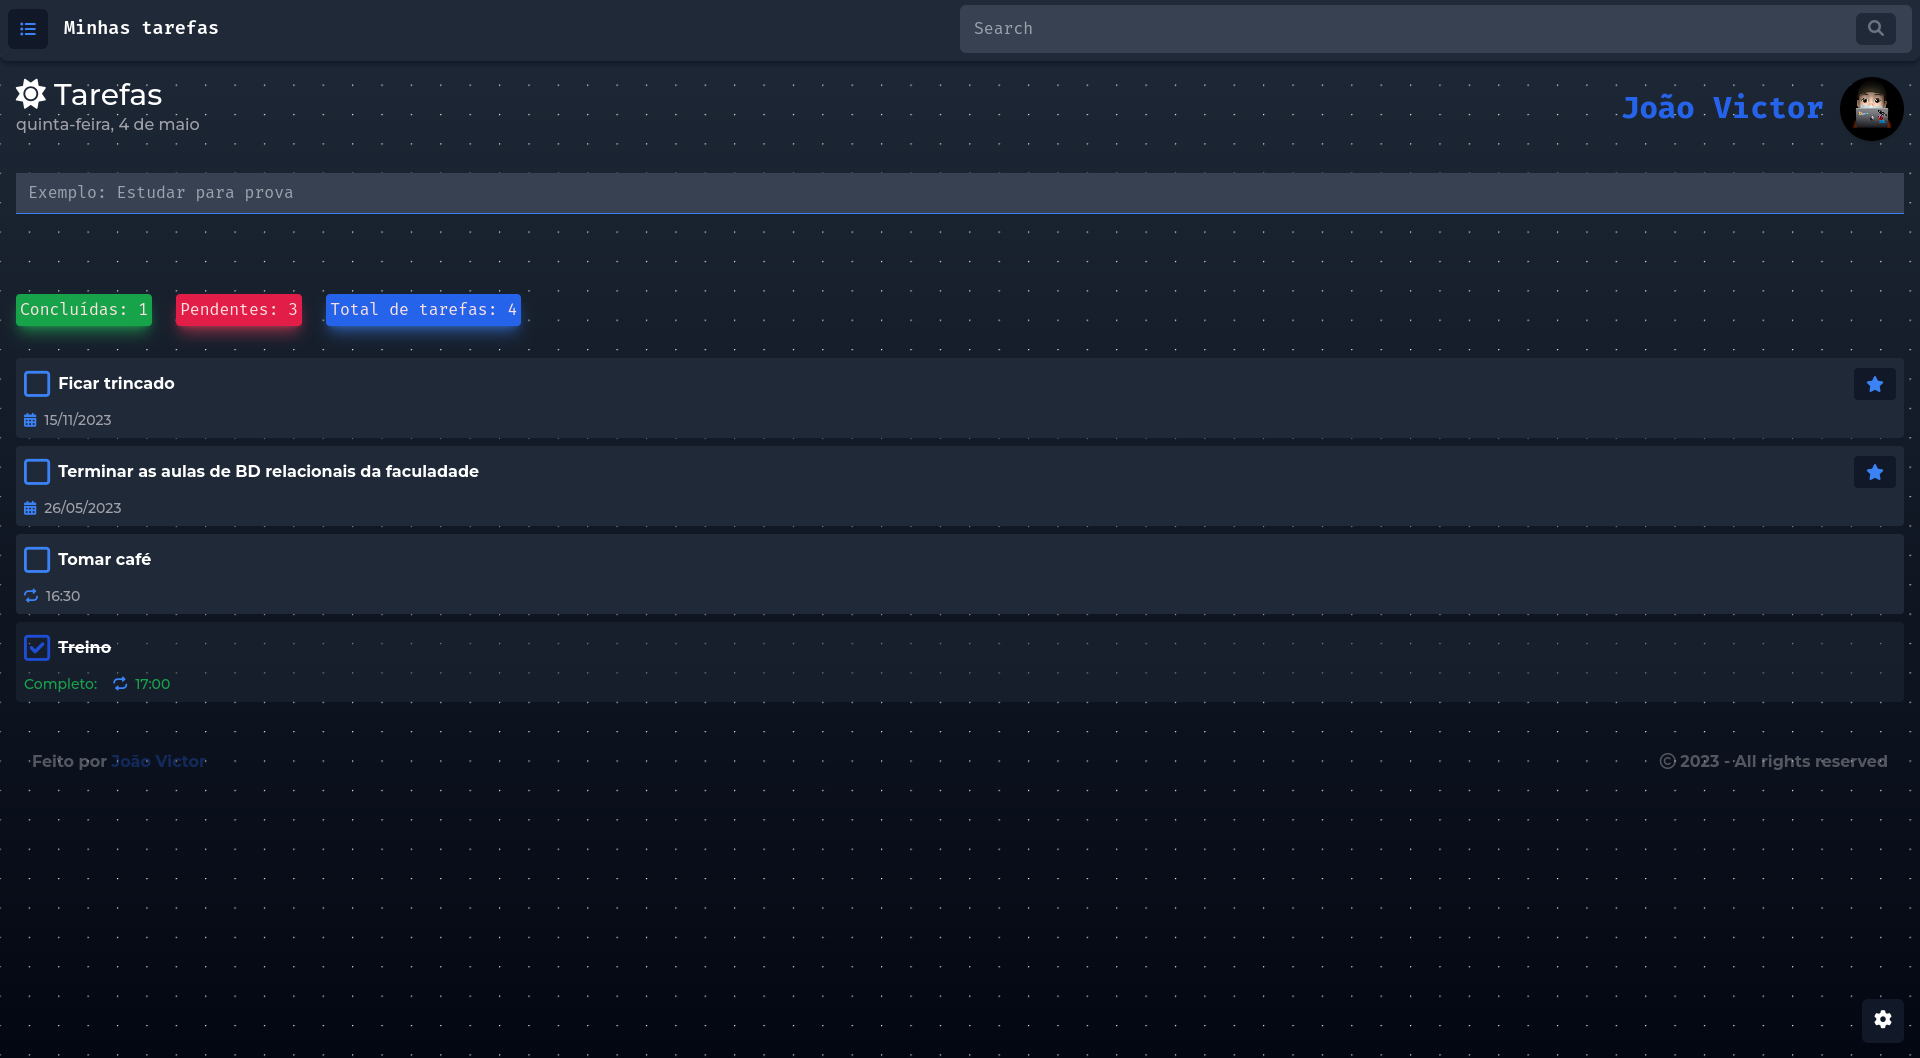 Minhas tarefas
Search
Tarefas
quinta-feira, 4 de maio
João Victor
Exemplo: Estudar para prova
Concluídas: 1
Pendentes: 3
Total de tarefas: 4
Ficar trincado
15/11/2023
Terminar as aulas de BD relacionais da faculadade
26/05/2023
Tomar café
16:30
Treino
Completo: 17:00
Feito por João Victor
© 2023 - All rights reserved